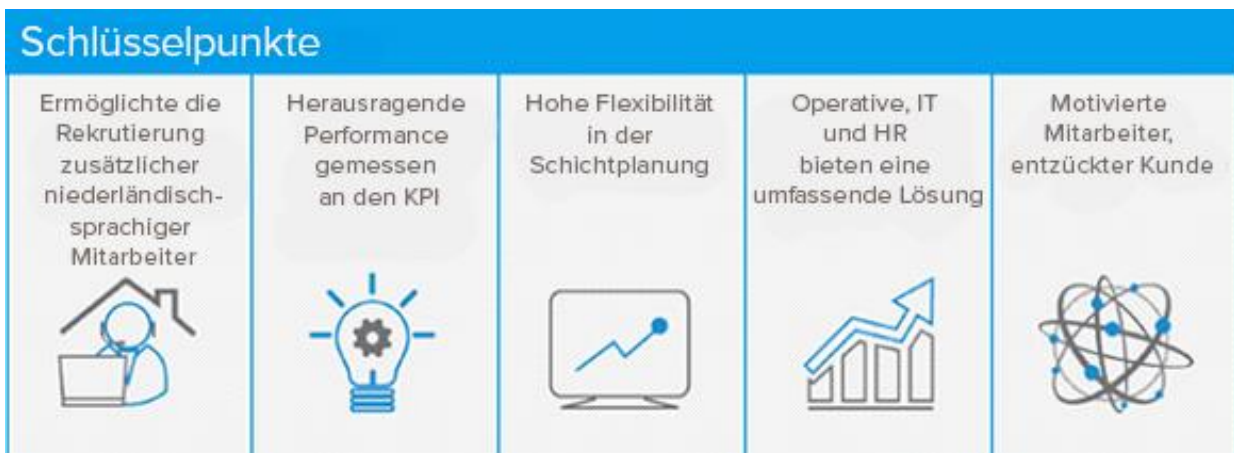 Schlüsselpunkte
Ermöglichte die
Rekrutierung
zusätzlicher
niederländisch-
sprachiger
Mitarbeiter
Herausragende
Performance
gemessen
an den KPI
Hohe Flexibilität
in der
Schichtplanung
Operative, IT
und HR
bieten eine
umfassende Lösung
Motivierte
Mitarbeiter,
entzückter Kunde